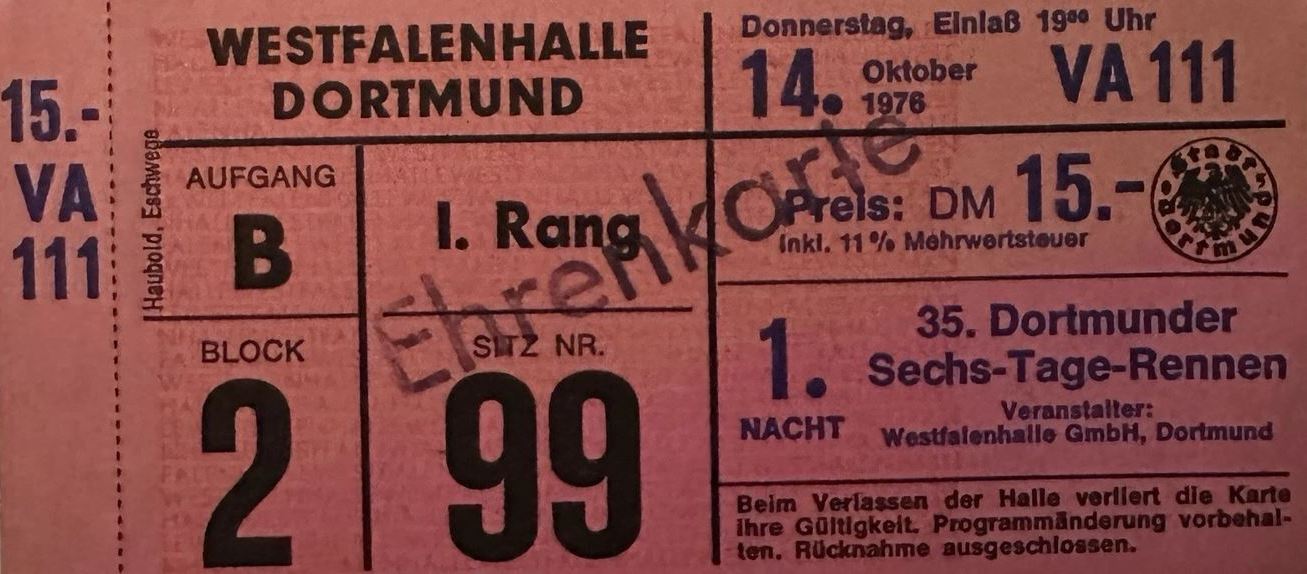 15.-
VA
111
Haubold, Eschwege
WESTFALENHALLE
DORTMUND
AUFGANG
B
I. Rang
BLOCK
2
SITZ NR.
99
Ehrenkarte
Donnerstag, Einlaß 19⁰⁰ Uhr
14. Oktober
1976
VA 111
Preis: DM 15.-
inkl. 11% Mehrwertsteuer
Stadt Dortmund
1.
NACHT
35. Dortmunder
Sechs-Tage-Rennen
Veranstalter:
Westfalenhalle GmbH, Dortmund
Beim Verlassen der Halle verliert die Karte
ihre Gültigkeit. Programmänderung vorbehal-
ten. Rücknahme ausgeschlossen.